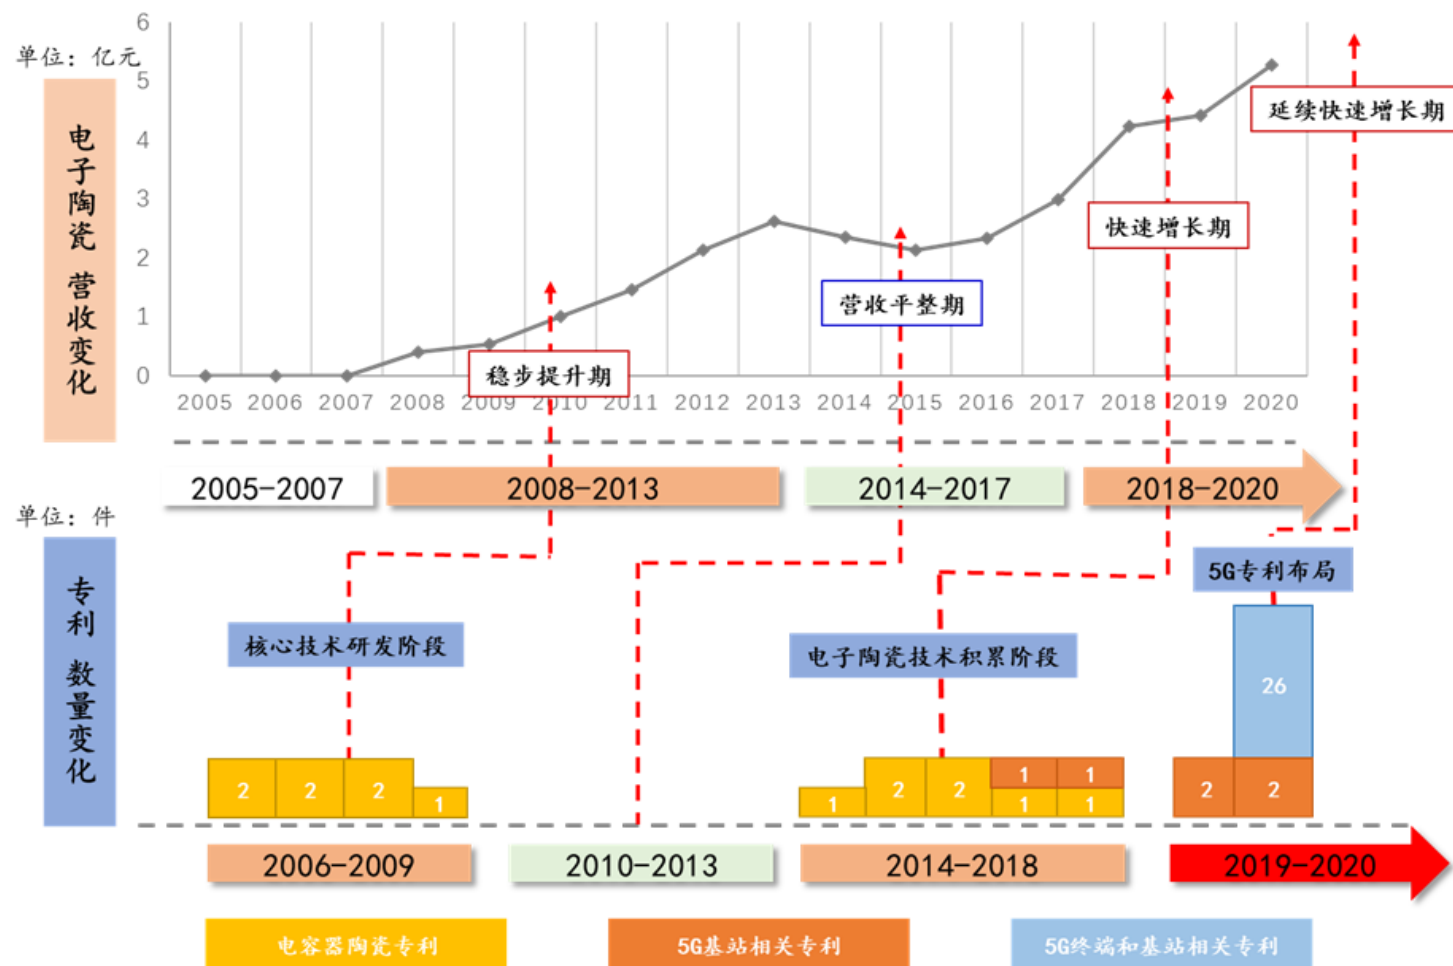 6
单位：亿元
5
4
3
2
1
0
电子陶瓷 营收变化
延续快速增长期
快速增长期
营收平整期
稳步提升期
2005 2006 2007 2008 2009 2010 2011 2012 2013 2014 2015 2016 2017 2018 2019 2020
2005-2007 2008-2013 2014-2017 2018-2020
单位：件
专利 数量变化
5G专利布局
核心技术研发阶段
电子陶瓷技术积累阶段
26
2 2 2 1
1 2 2 1 1
1 1
2 2
2006-2009 2010-2013 2014-2018 2019-2020
电容器陶瓷专利 5G基站相关专利 5G终端和基站相关专利